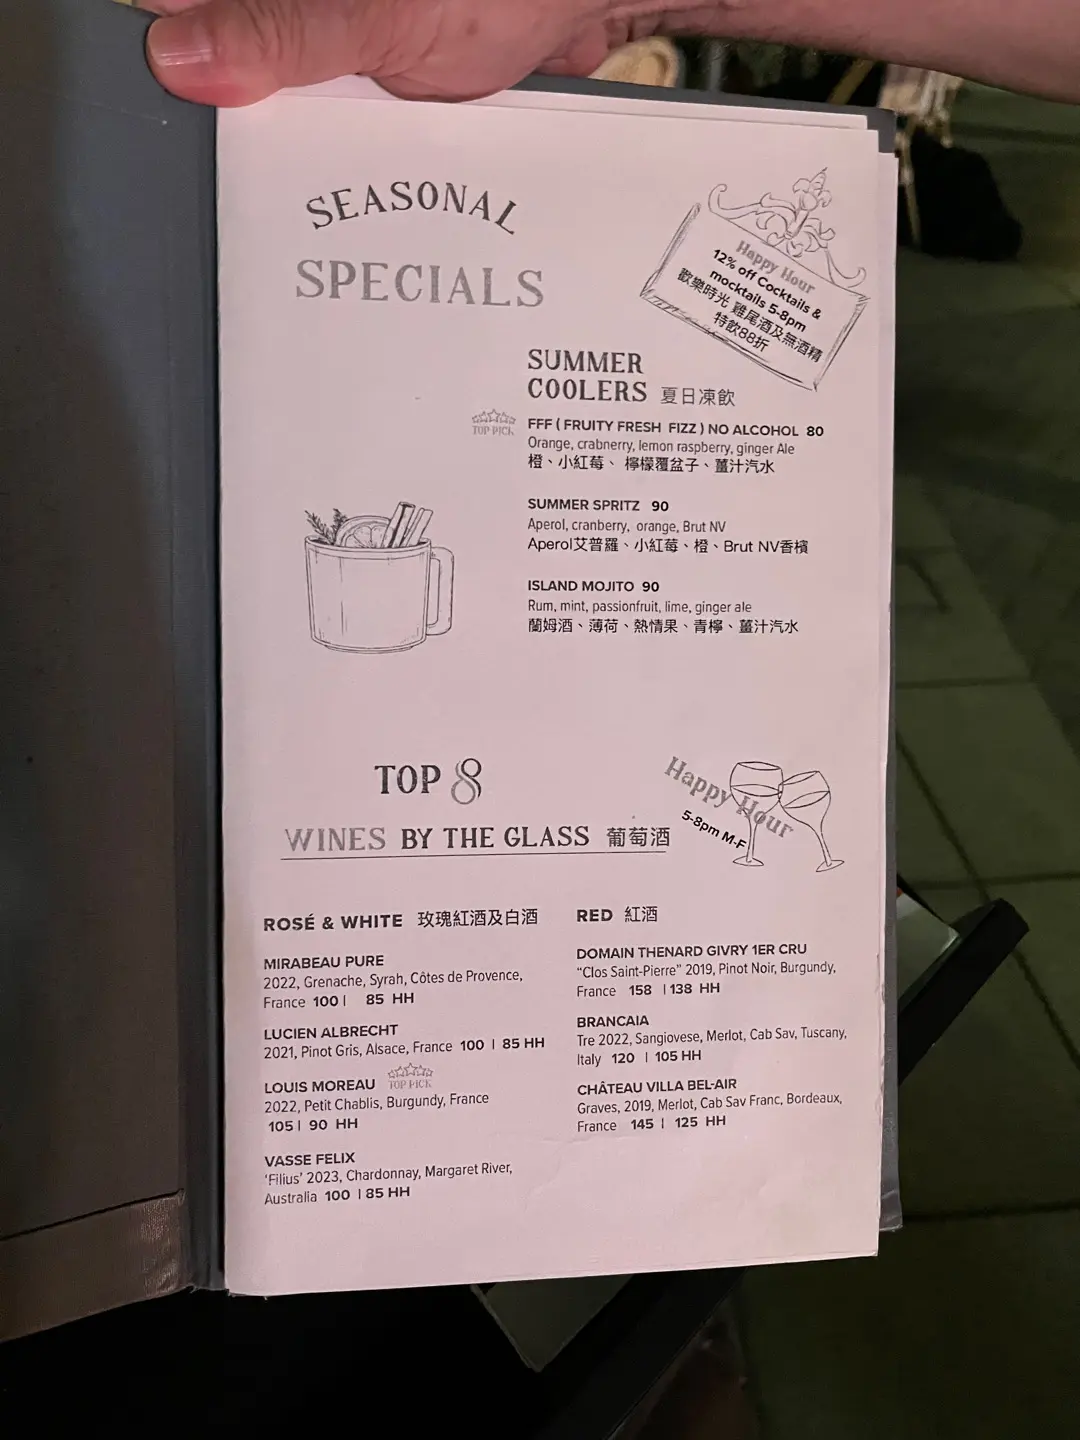 SEASONAL
SPECIALS
Happy Hour
12% off Cocktails &
mocktails 5-8pm
歡樂時光 雞尾酒及無酒精
特飲88折
SUMMER
COOLERS 夏日凍飲
TOP PICK
FFF ( FRUITY FRESH FIZZ ) NO ALCOHOL 80
Orange, crabnerry, lemon raspberry, ginger Ale
橙、小紅莓、 檸檬覆盆子、薑汁汽水
SUMMER SPRITZ 90
Aperol, cranberry, orange, Brut NV
Aperol艾普羅、小紅莓、橙、Brut NV香檳
ISLAND MOJITO 90
Rum, mint, passionfruit, lime, ginger ale
蘭姆酒、薄荷、熱情果、青檸、薑汁汽水
TOP 8
WINES BY THE GLASS 葡萄酒
Happy Hour
5-8pm M-F
ROSÉ & WHITE 玫瑰紅酒及白酒
MIRABEAU PURE
2022, Grenache, Syrah, Côtes de Provence,
France 100 | 85 HH
LUCIEN ALBRECHT
2021, Pinot Gris, Alsace, France 100 | 85 HH
LOUIS MOREAU TOP PICK
2022, Petit Chablis, Burgundy, France
105 | 90 HH
VASSE FELIX
'Filius' 2023, Chardonnay, Margaret River,
Australia 100 | 85 HH
RED 紅酒
DOMAIN THENARD GIVRY 1ER CRU
"Clos Saint-Pierre" 2019, Pinot Noir, Burgundy,
France 158 | 138 HH
BRANCAIA
Tre 2022, Sangiovese, Merlot, Cab Sav, Tuscany,
Italy 120 | 105 HH
CHÂTEAU VILLA BEL-AIR
Graves, 2019, Merlot, Cab Sav Franc, Bordeaux,
France 145 | 125 HH